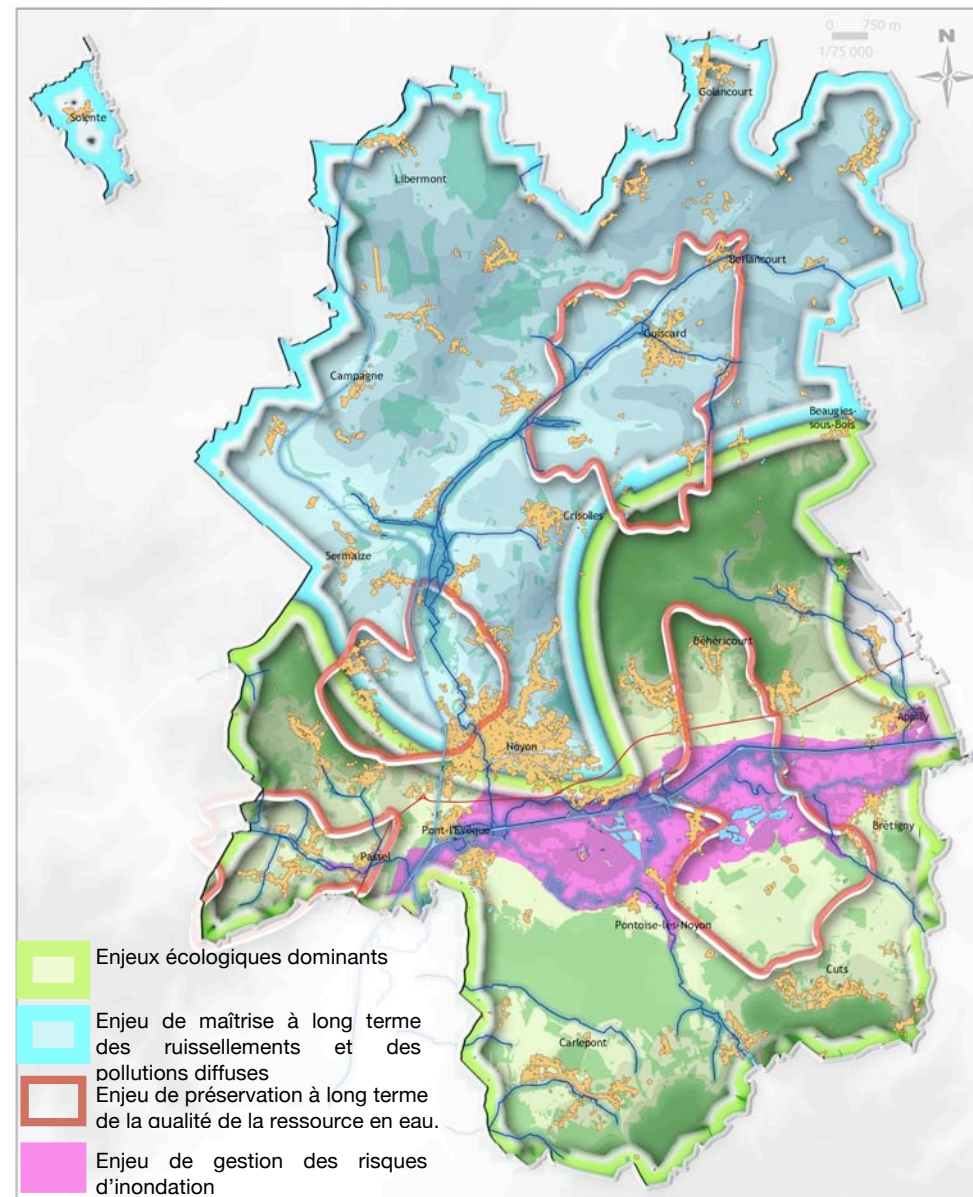 0 750 m
1/75 000
N
Golancourt
Solente
Libermont
Berlancourt
Guiscard
Campagne
Beaugies-
sous-Bois
Crisolles
Sermaize
Béhéricourt
Appilly
Noyon
Pont-l'Evêque
Brétigny
Passel
Pontoise-lès-Noyon
Cuts
Carlepont
Enjeux écologiques dominants
Enjeu de maîtrise à long terme
des ruissellements et des
pollutions diffuses
Enjeu de préservation à long terme
de la qualité de la ressource en eau.
Enjeu de gestion des risques
d'inondation